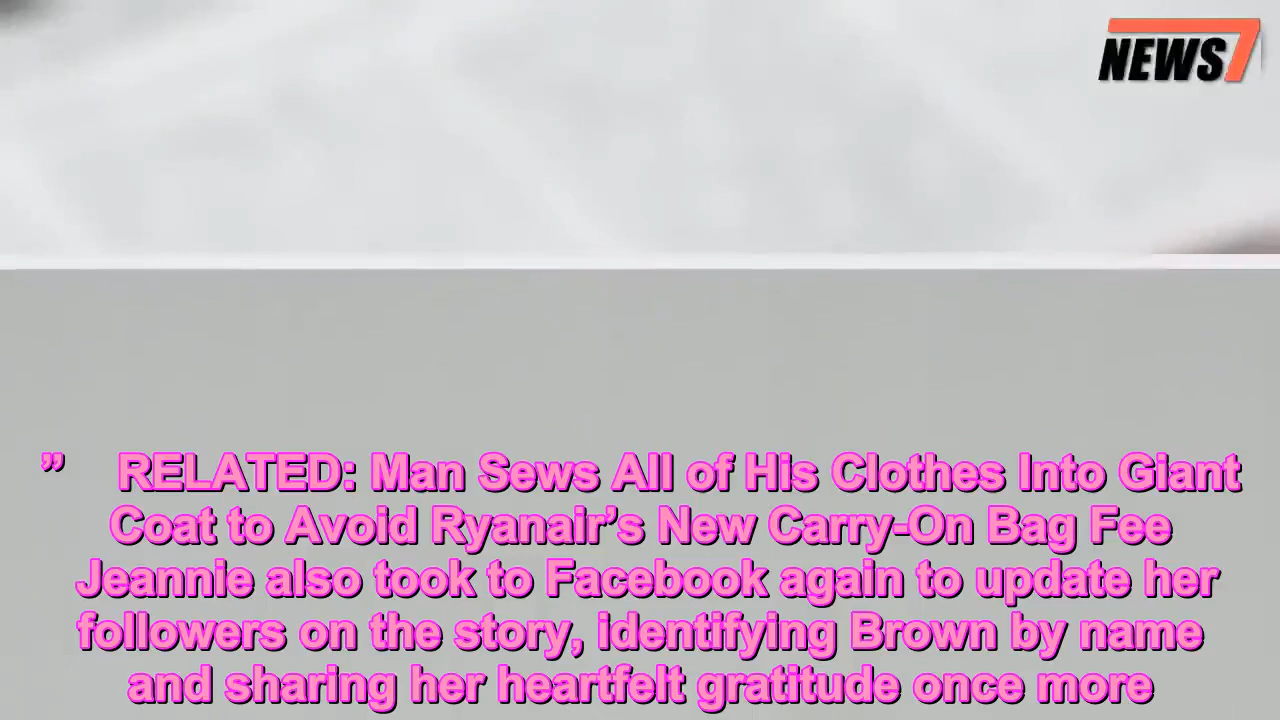 NEWS7
” RELATED: Man Sews All of His Clothes Into Giant
Coat to Avoid Ryanair’s New Carry-On Bag Fee
Jeannie also took to Facebook again to update her
followers on the story, identifying Brown by name
and sharing her heartfelt gratitude once more